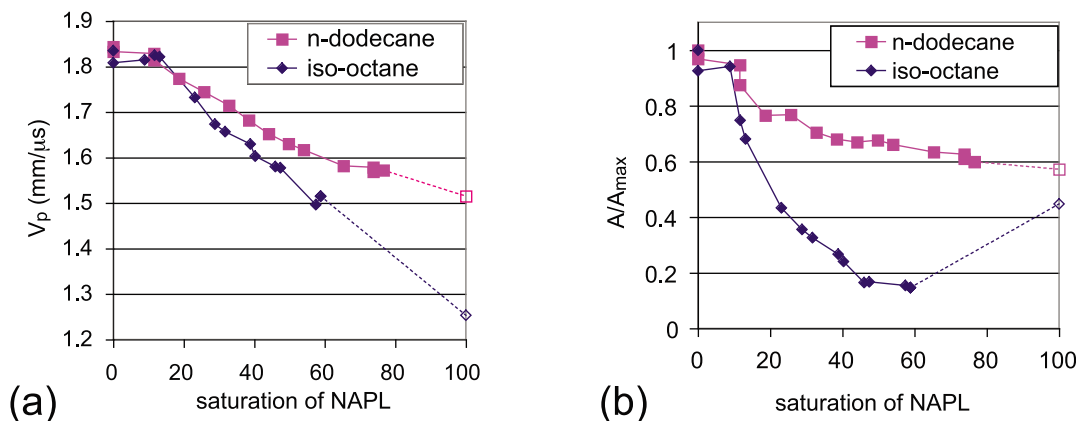 n-dodecane
iso-octane
1.9
1.8
1.7
1.6
1.5
1.4
1.3
1.2
Vp (mm/μs)
0 20 40 60 80 100
saturation of NAPL
(a)
n-dodecane
iso-octane
1
0.8
0.6
0.4
0.2
0
A/Amax
0 20 40 60 80 100
saturation of NAPL
(b)